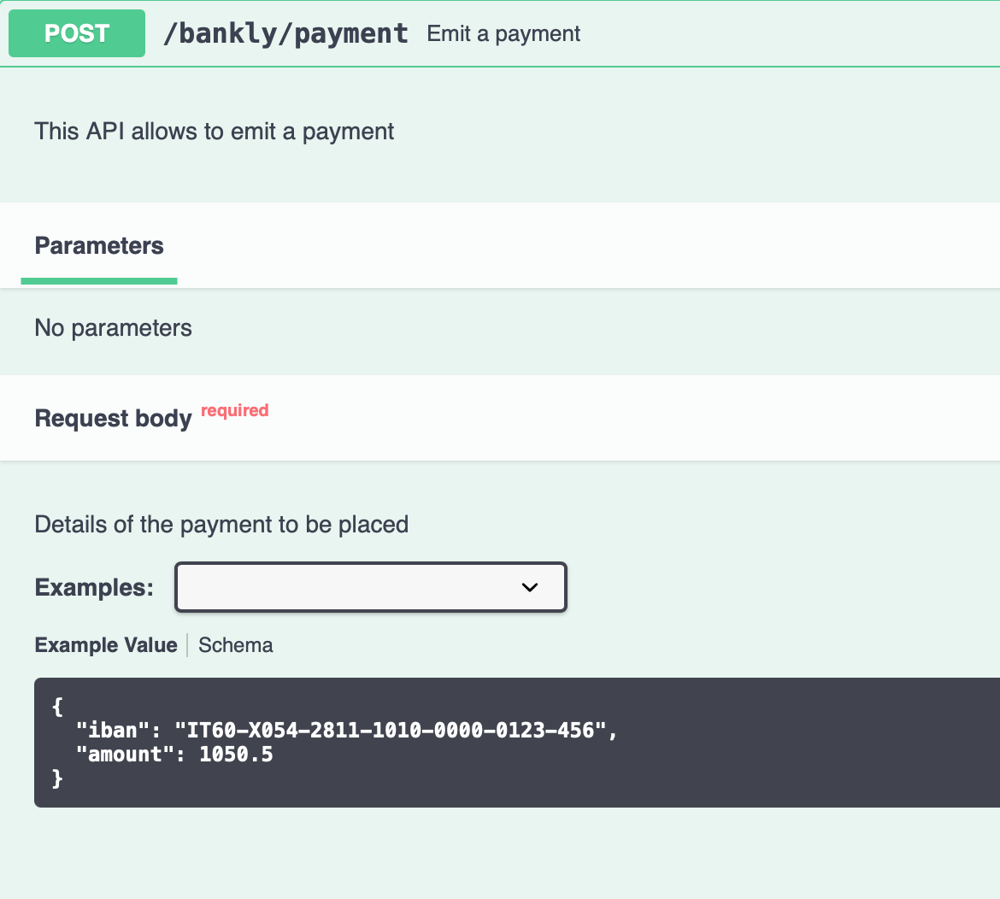 POST /bankly/payment Emit a payment
This API allows to emit a payment
Parameters
No parameters
Request body required
Details of the payment to be placed
Examples:
Example Value | Schema
{
  "iban": "IT60-X054-2811-1010-0000-0123-456",
  "amount": 1050.5
}